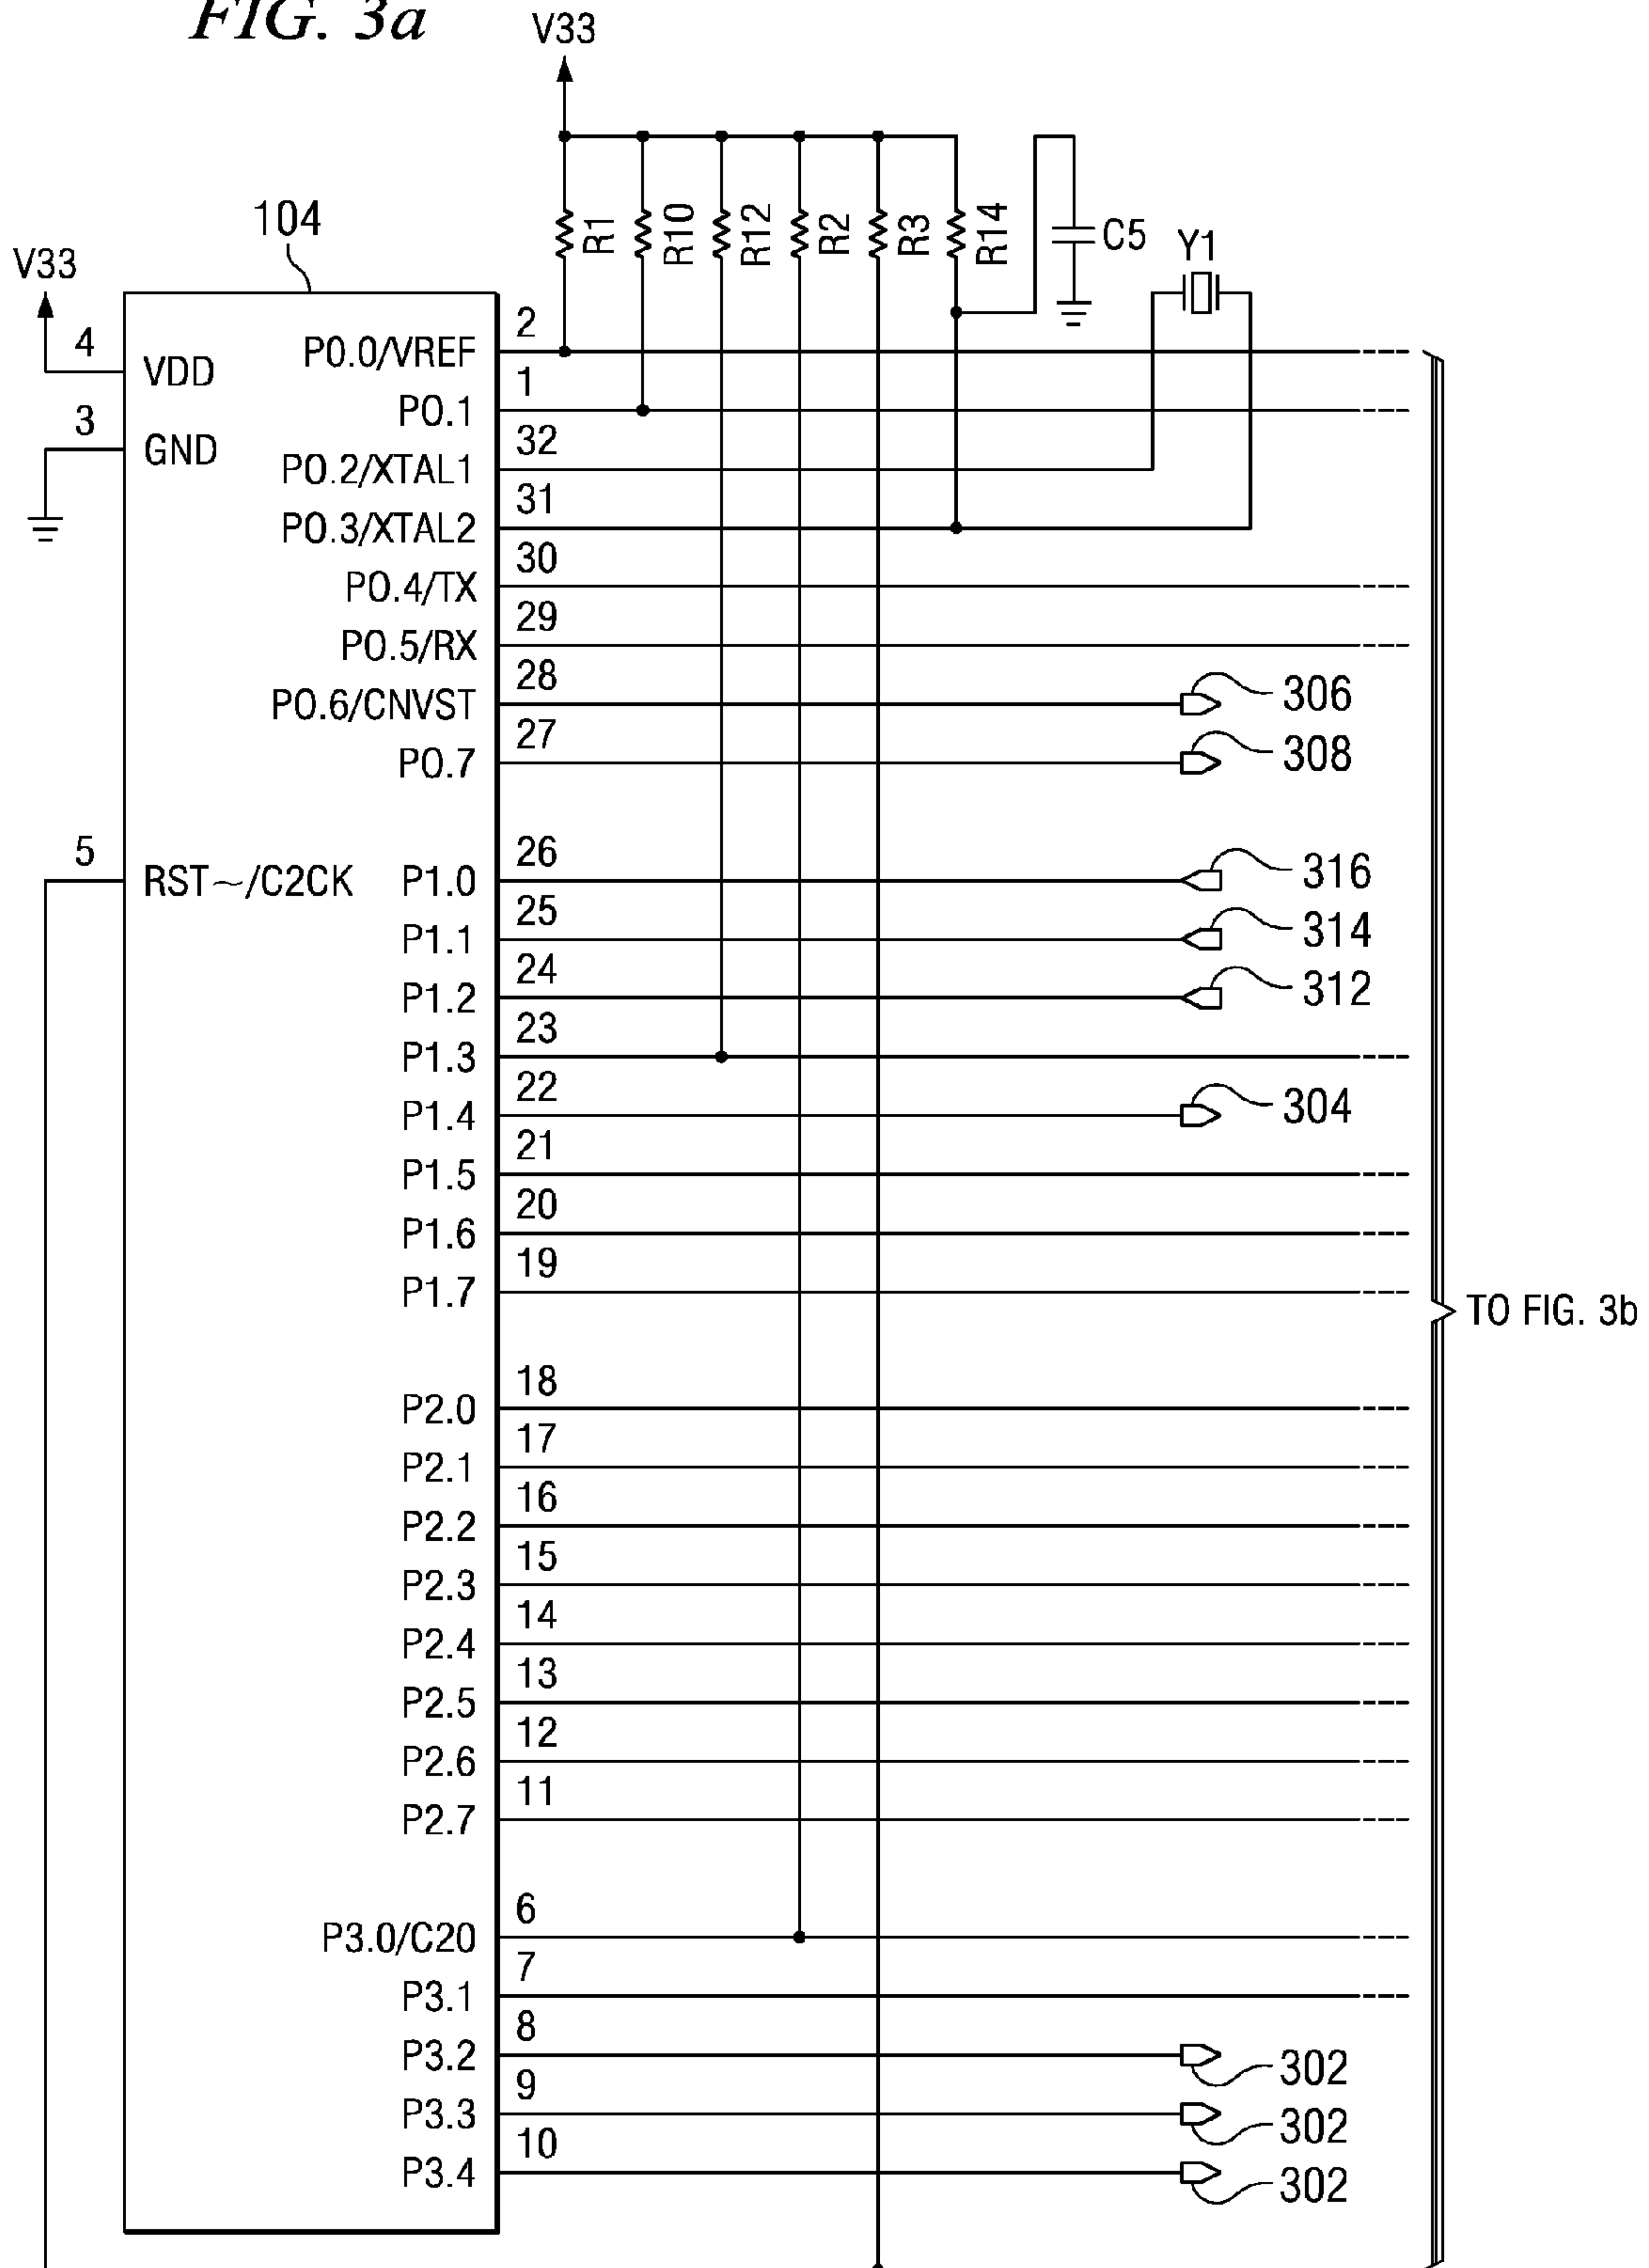 FIG. 3a
V33
R1
R10
R12
R2
R3
R14
C5
Y1
104
V33
4
VDD
3
GND
5
RST~/C2CK
2
P0.0/VREF
1
P0.1
32
P0.2/XTAL1
31
P0.3/XTAL2
30
P0.4/TX
29
P0.5/RX
28
P0.6/CNVST
306
27
P0.7
308
26
P1.0
316
25
P1.1
314
24
P1.2
312
23
P1.3
22
P1.4
304
21
P1.5
20
P1.6
19
P1.7
TO FIG. 3b
18
P2.0
17
P2.1
16
P2.2
15
P2.3
14
P2.4
13
P2.5
12
P2.6
11
P2.7
6
P3.0/C20
7
P3.1
8
P3.2
302
9
P3.3
302
10
P3.4
302